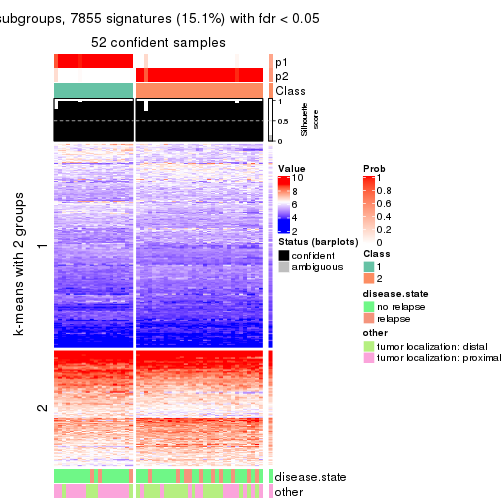 subgroups, 7855 signatures (15.1%) with fdr < 0.05
52 confident samples
p1
p2
Class
1
0.5
0
Silhouette
score
k-means with 2 groups
1
2
disease.state
other
Value
10
8
6
4
2
Status (barplots)
confident
ambiguous
Prob
1
0.8
0.6
0.4
0.2
0
Class
1
2
disease.state
no relapse
relapse
other
tumor localization: distal
tumor localization: proximal